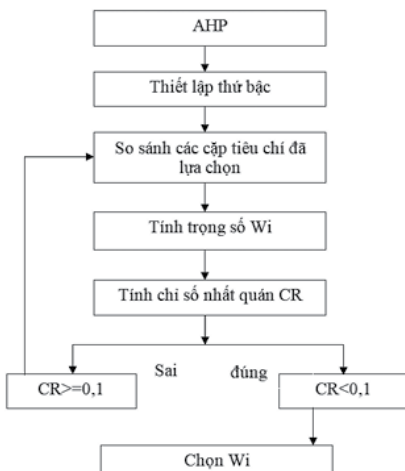 AHP
Thiết lập thứ bậc
So sánh các cặp tiêu chí đã
lựa chọn
Tính trọng số Wi
Tính chỉ số nhất quán CR
Sai
đúng
CR>=0,1
CR<0,1
Chọn Wi